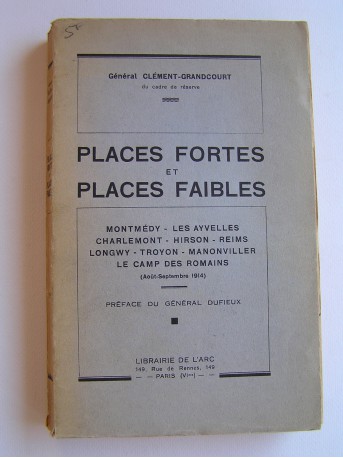 Général CLÉMENT-GRANDCOURT
du cadre de réserve
PLACES FORTES
ET
PLACES FAIBLES
MONTMÉDY - LES AYVELLES
CHARLEMONT - HIRSON - REIMS
LONGWY - TROYON - MANONVILLER
LE CAMP DES ROMAINS
(Août-Septembre 1914)
PRÉFACE DU GÉNÉRAL DUFIEUX
LIBRAIRIE DE L'ARC
149, Rue de Rennes, 149
— — PARIS (VIme) — —